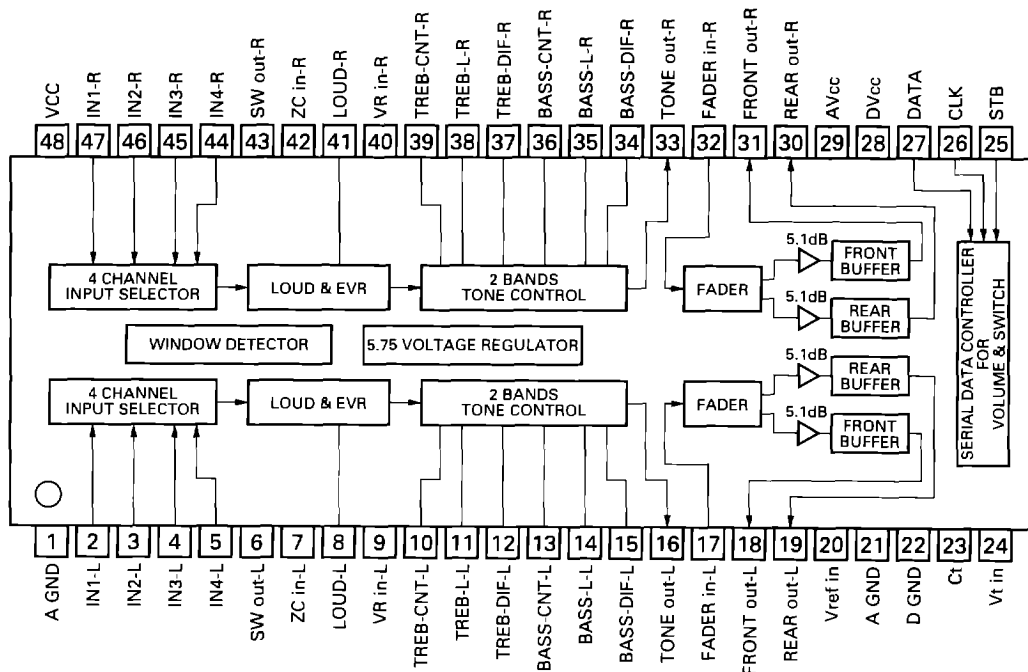 VCC
IN1-R
IN2-R
IN3-R
IN4-R
SW out-R
ZC in-R
LOUD-R
VR in-R
TREB-CNT-R
TREB-L-R
TREB-DIF-R
BASS-CNT-R
BASS-L-R
BASS-DIF-R
TONE out-R
FADER in-R
FRONT out-R
REAR out-R
AVcc
DVcc
DATA
CLK
STB
48 47 46 45 44 43 42 41 40 39 38 37 36 35 34 33 32 31 30 29 28 27 26 25
4 CHANNEL
INPUT SELECTOR
LOUD & EVR
2 BANDS
TONE CONTROL
FADER
5.1dB
FRONT
BUFFER
5.1dB
REAR
BUFFER
WINDOW DETECTOR
5.75 VOLTAGE REGULATOR
4 CHANNEL
INPUT SELECTOR
LOUD & EVR
2 BANDS
TONE CONTROL
FADER
5.1dB
REAR
BUFFER
5.1dB
FRONT
BUFFER
SERIAL DATA CONTROLLER
FOR
VOLUME & SWITCH
1 2 3 4 5 6 7 8 9 10 11 12 13 14 15 16 17 18 19 20 21 22 23 24
A GND
IN1-L
IN2-L
IN3-L
IN4-L
SW out-L
ZC in-L
LOUD-L
VR in-L
TREB-CNT-L
TREB-L-L
TREB-DIF-L
BASS-CNT-L
BASS-L-L
BASS-DIF-L
TONE out-L
FADER in-L
FRONT out-L
REAR out-L
Vref in
A GND
D GND
Ct
Vt in